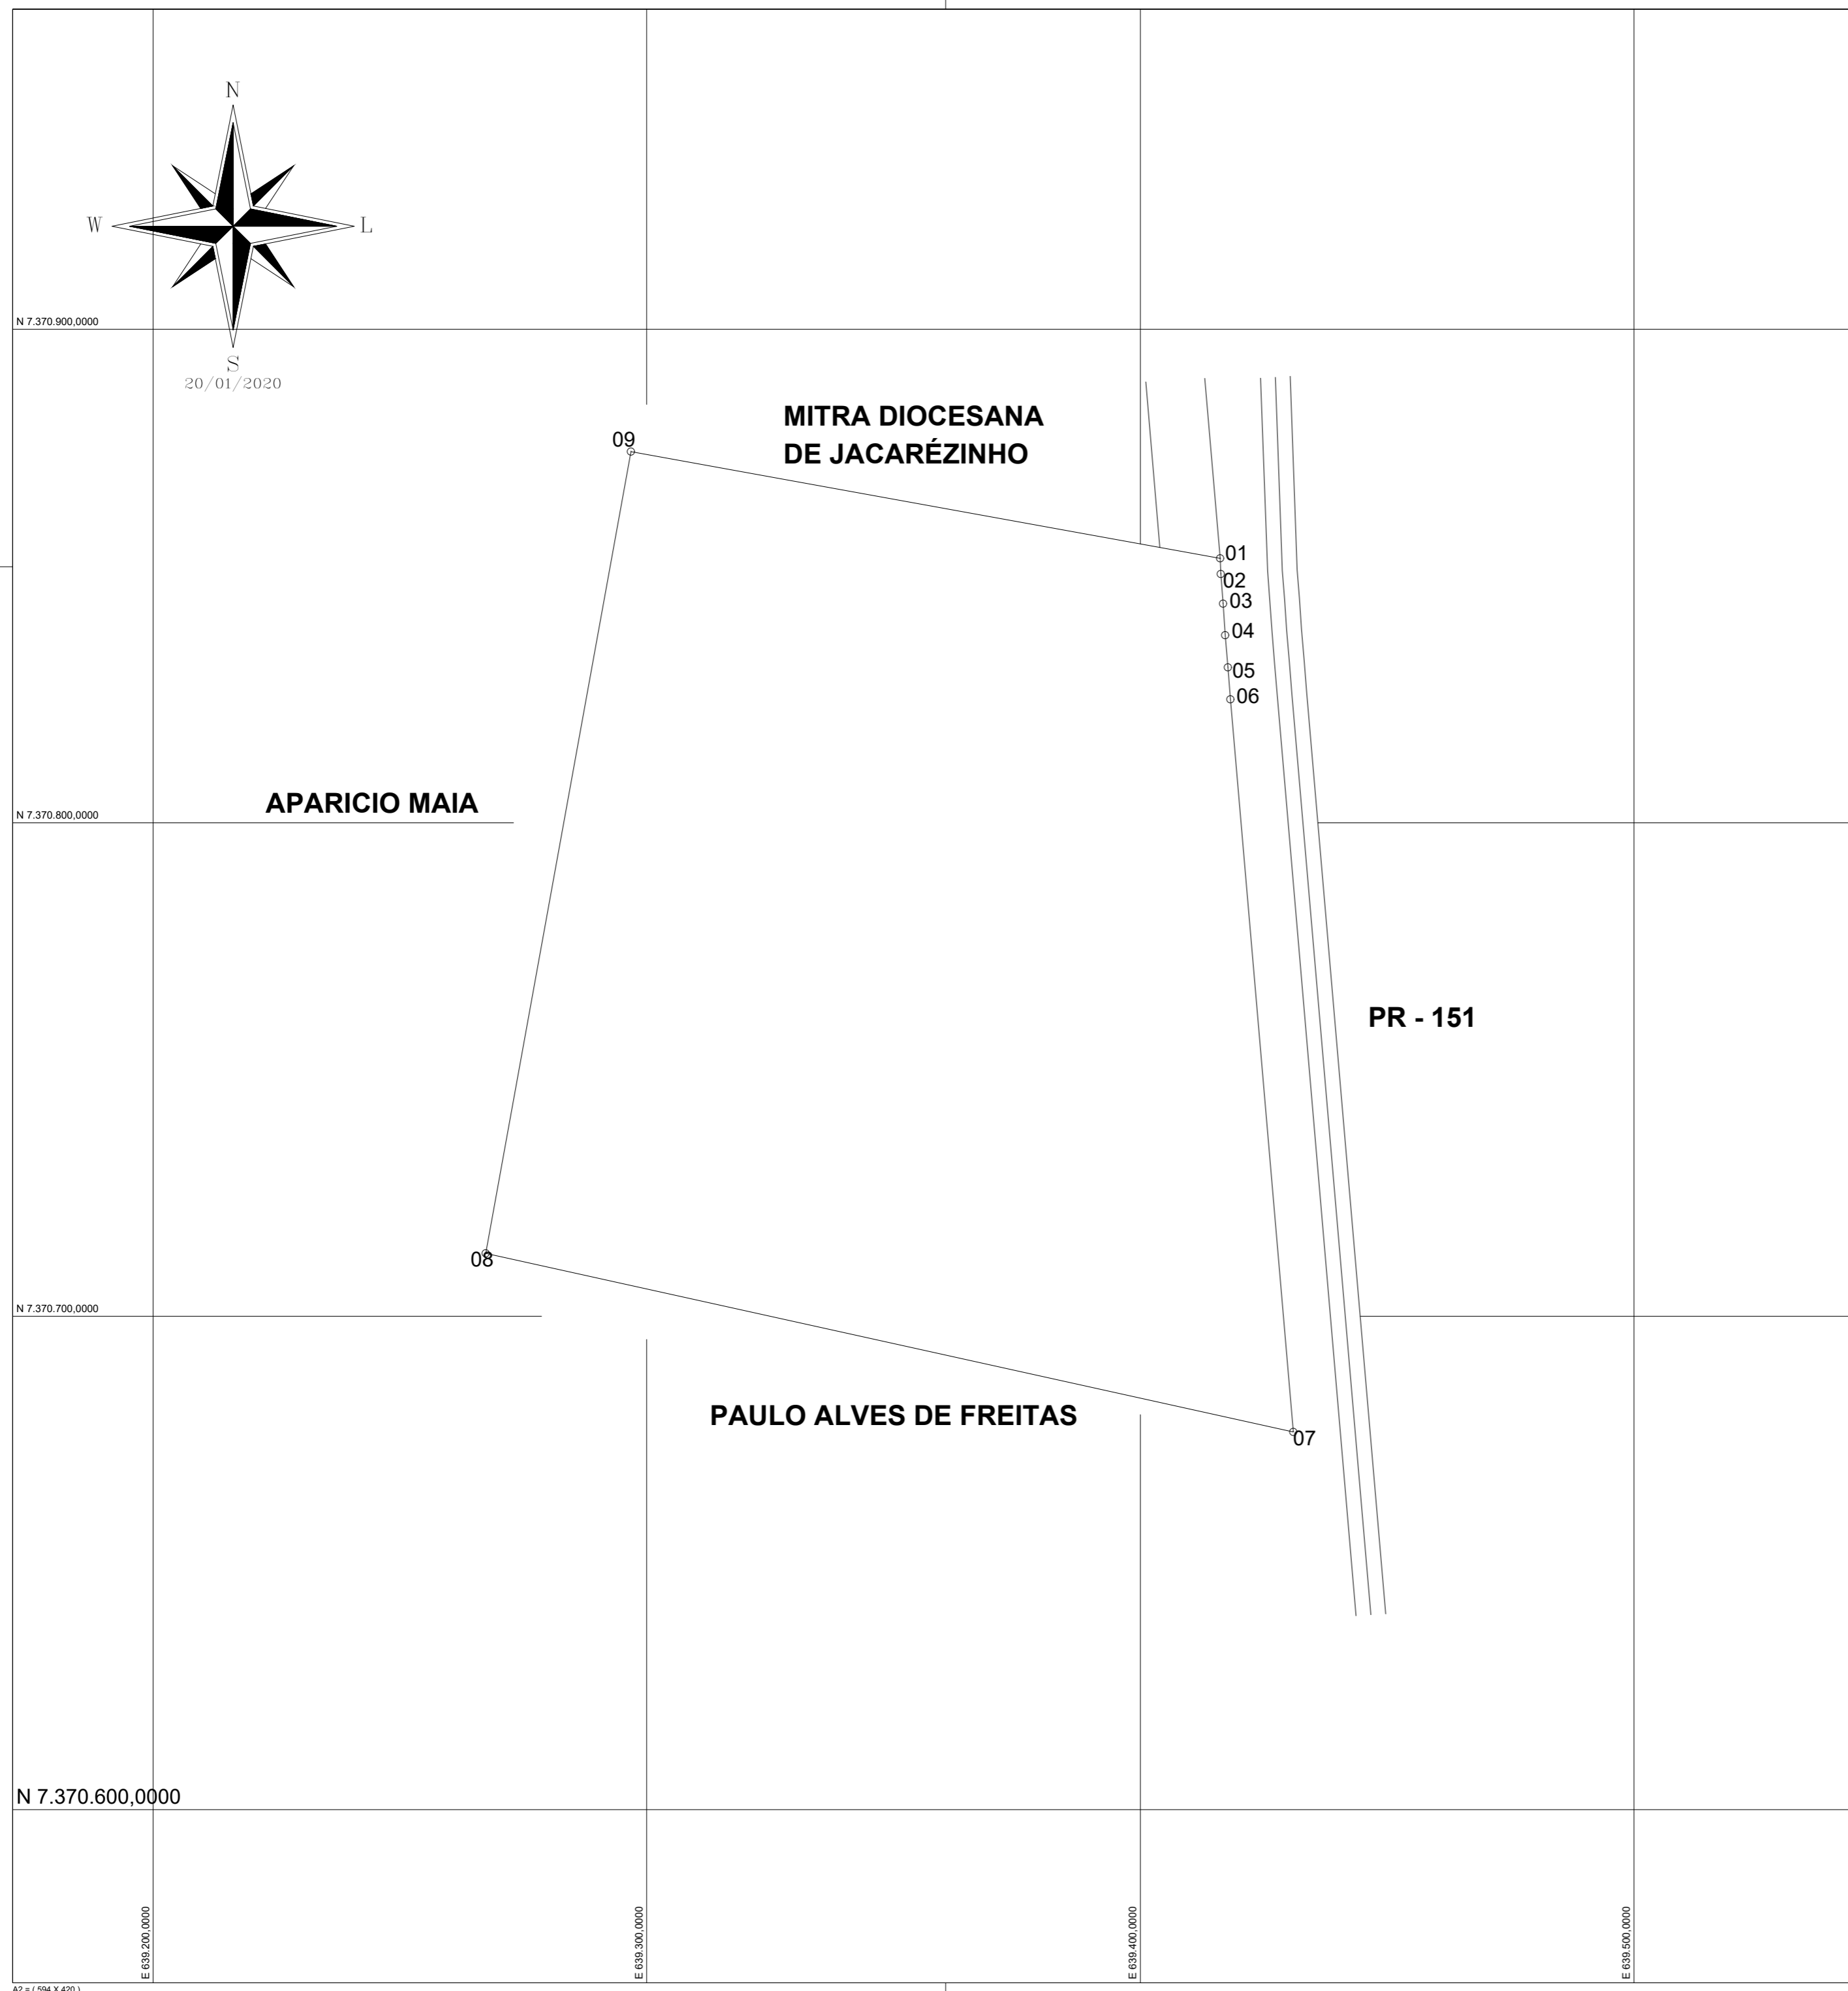 N
W
L
S
20/01/2020
N 7.370.900,0000
MITRA DIOCESANA
DE JACARÉZINHO
09
01
02
03
04
05
06
APARICIO MAIA
N 7.370.800,0000
PR - 151
08
N 7.370.700,0000
PAULO ALVES DE FREITAS
07
N 7.370.600,0000
E 639.200,0000
E 639.300,0000
E 639.400,0000
E 639.500,0000
A2 = ( 594 X 420 )